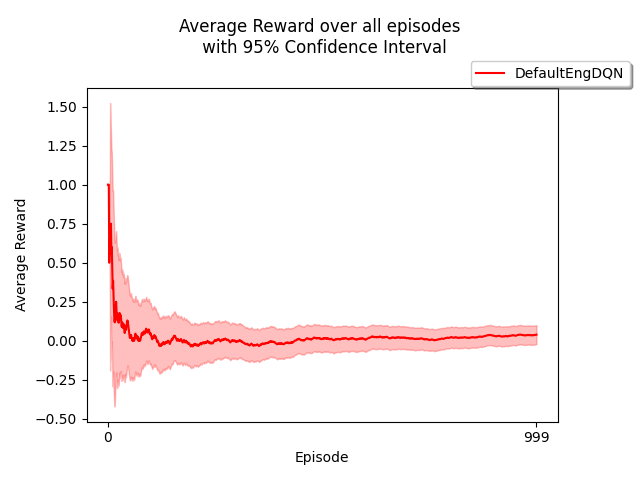 Average Reward over all episodes
with 95% Confidence Interval
DefaultEngDQN
1.50
1.25
1.00
0.75
0.50
0.25
0.00
−0.25
−0.50
Average Reward
0
999
Episode